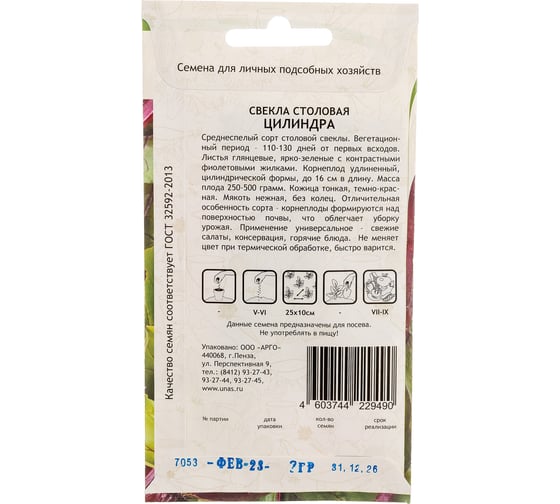 Семена для личных подсобных хозяйств
СВЕКЛА СТОЛОВАЯ
ЦИЛИНДРА
Среднеспелый сорт столовой свеклы. Вегетацион-
ный период - 110-130 дней от первых всходов.
Листья глянцевые, ярко-зеленые с контрастными
фиолетовыми жилками. Корнеплод удлиненный,
цилиндрической формы, до 16 см в длину. Масса
плода 250-500 грамм. Кожица тонкая, темно-крас-
ная. Мякоть нежная, без колец. Отличительная
особенность сорта - корнеплоды формируются над
поверхностью почвы, что облегчает уборку
урожая. Применение универсальное - свежие
салаты, консервация, горячие блюда. Не меняет
цвет при термической обработке, быстро варится.
- V-VI 25х10см - VII-IX
Данные семена предназначены для посева.
Не употреблять в пищу!
Упаковано: ООО «АРГО»
440068, г.Пенза,
ул. Перспективная 9,
тел.: (8412) 93-27-43,
93-27-44, 93-27-45,
www.unas.ru
4 603744 229490
№ партии дата упаковки кол-во семян срок реализации
7053 -ФЕВ-23- 2ГР 31.12.26
Качество семян соответствует ГОСТ 32592-2013